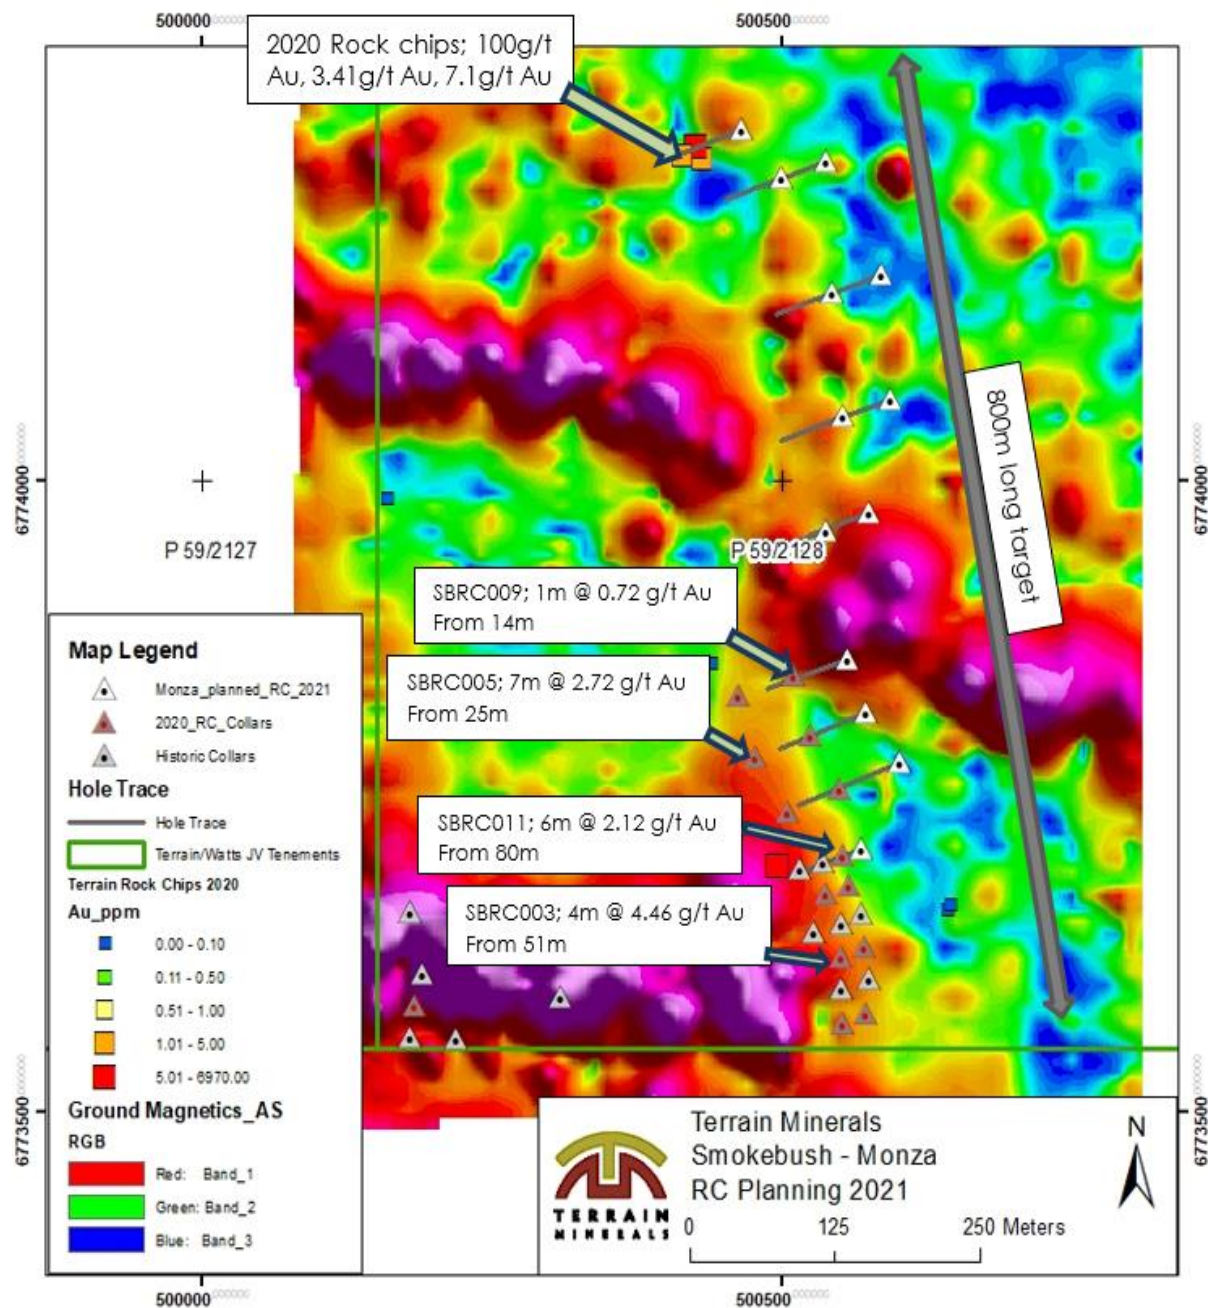 500000
500500
2020 Rock chips; 100g/t
Au, 3.41g/t Au, 7.1g/t Au
800m long target
6774000
6774000
P 59/2127
P 59/2128
SBRC009; 1m @ 0.72 g/t Au
From 14m
SBRC005; 7m @ 2.72 g/t Au
From 25m
SBRC011; 6m @ 2.12 g/t Au
From 80m
SBRC003; 4m @ 4.46 g/t Au
From 51m
Map Legend
Monza_planned_RC_2021
2020_RC_Collars
Historic Collars
Hole Trace
Hole Trace
Terrain/Watts JV Tenements
Terrain Rock Chips 2020
Au_ppm
0.00 - 0.10
0.11 - 0.50
0.51 - 1.00
1.01 - 5.00
5.01 - 6970.00
Ground Magnetics_AS
RGB
Red: Band_1
Green: Band_2
Blue: Band_3
6773500
6773500
TERRAIN
MINERALS
Terrain Minerals
Smokebush - Monza
RC Planning 2021
0 125 250 Meters
N
500000
500500